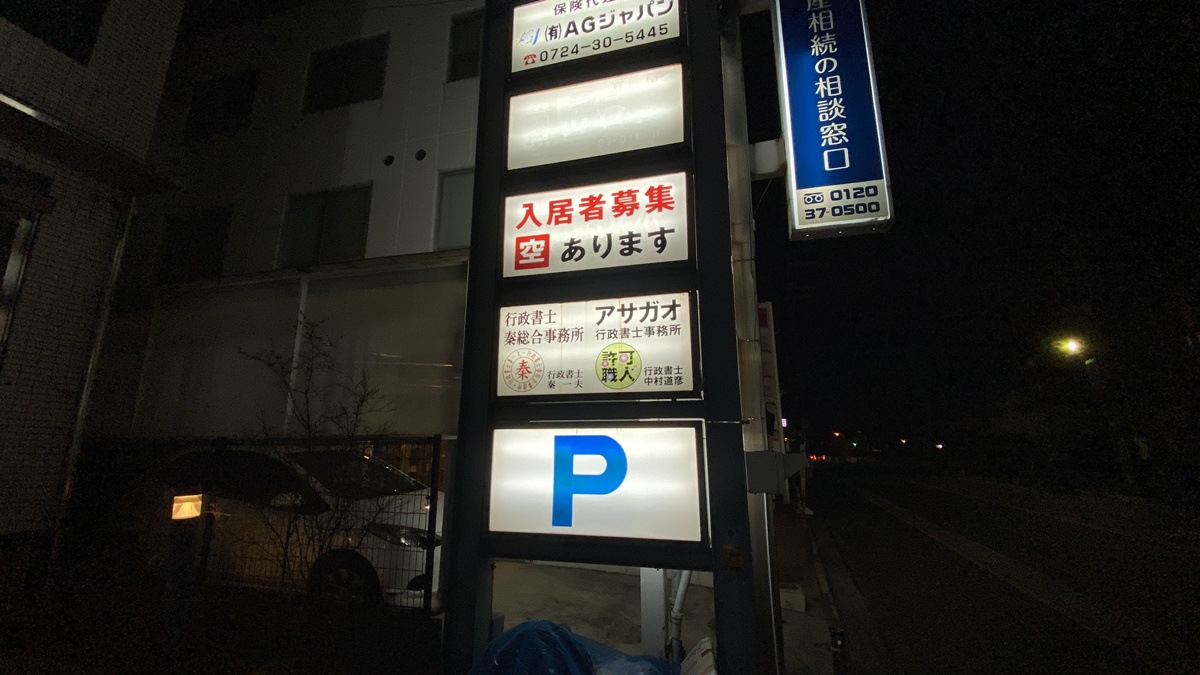 保険代
(有)AGジャパン
☎0724-30-5445
入居者募集
空 あります
行政書士
秦総合事務所
秦
行政書士
秦 一夫
アサガオ
行政書士事務所
許可
職人
行政書士
中村道彦
P
産相続の相談窓口
0120
37-0500